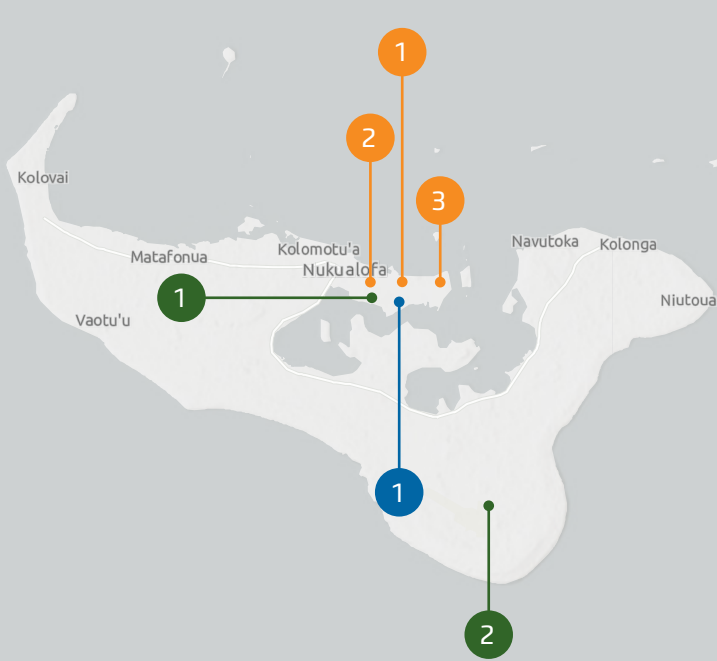 1
2
Kolovai
3
Kolomotu'a
Navutoka
Kolonga
Matafonua
Nukualofa
1
Niutoua
Vaotu'u
1
2